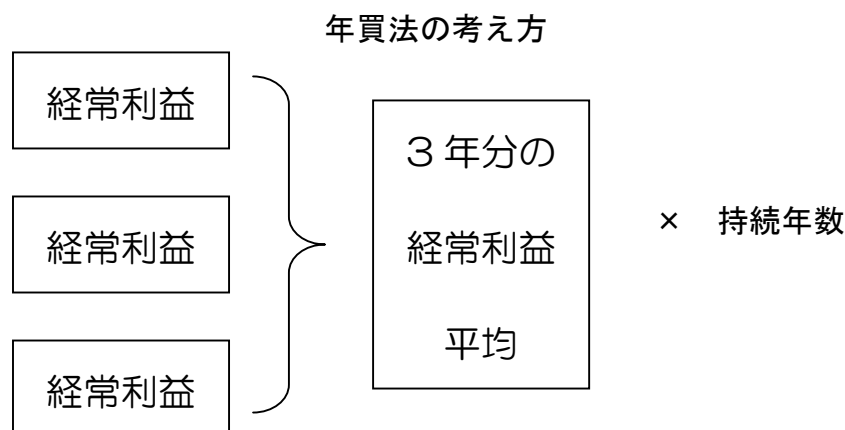 年買法の考え方
経常利益
経常利益
経常利益
３年分の
経常利益
平均
× 持続年数